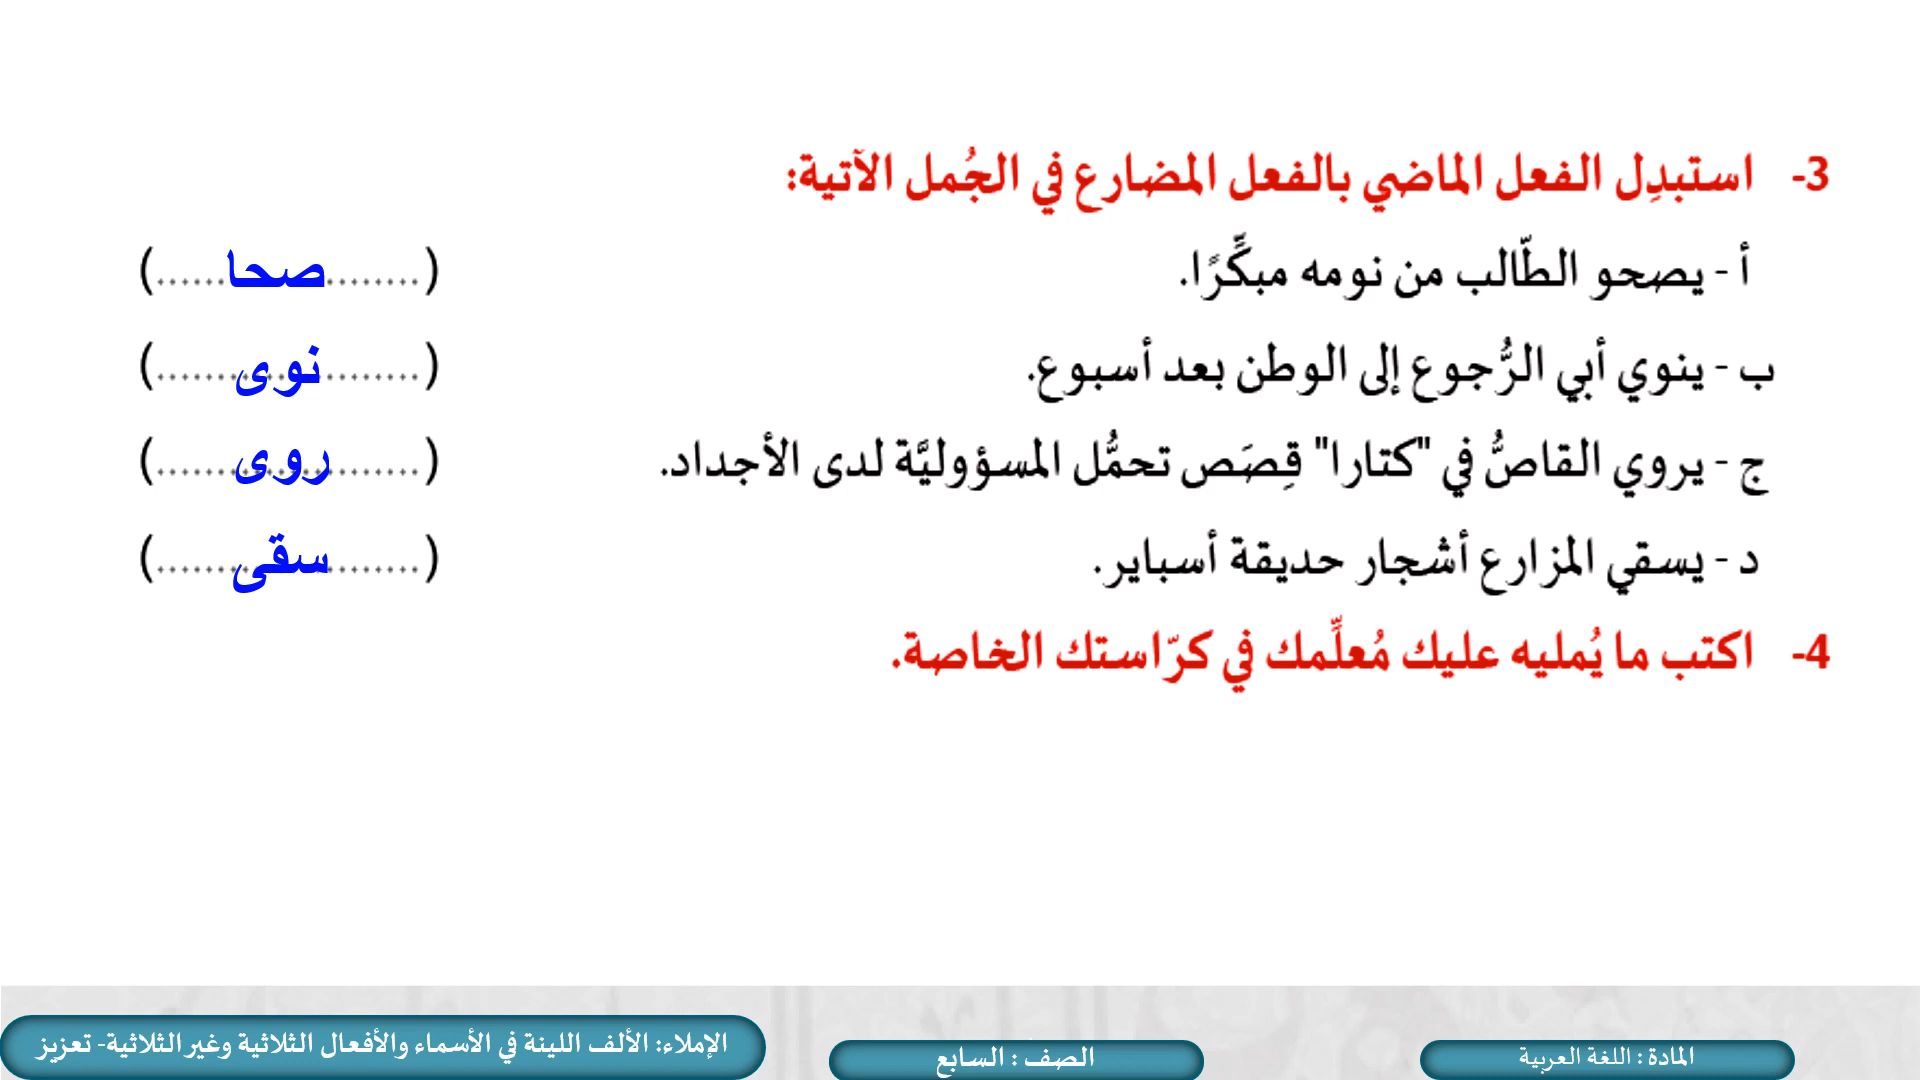 3- استبدِل الفعل الماضي بالفعل المضارع في الجُمل الآتية:
أ - يصحو الطّالب من نومه مبكِّرًا. (........صحا......)
ب - ينوي أبي الرُّجوع إلى الوطن بعد أسبوع. (........نوى......)
ج - يروي القاصُّ في "كتارا" قِصَص تحمُّل المسؤوليَّة لدى الأجداد. (.......روى......)
د - يسقي المزارع أشجار حديقة أسباير. (........سقى......)
4- اكتب ما يُمليه عليك مُعلِّمك في كرّاستك الخاصة.
المادة : اللغة العربية
الصف : السابع
الإملاء: الألف اللينة في الأسماء والأفعال الثلاثية وغير الثلاثية- تعزيز